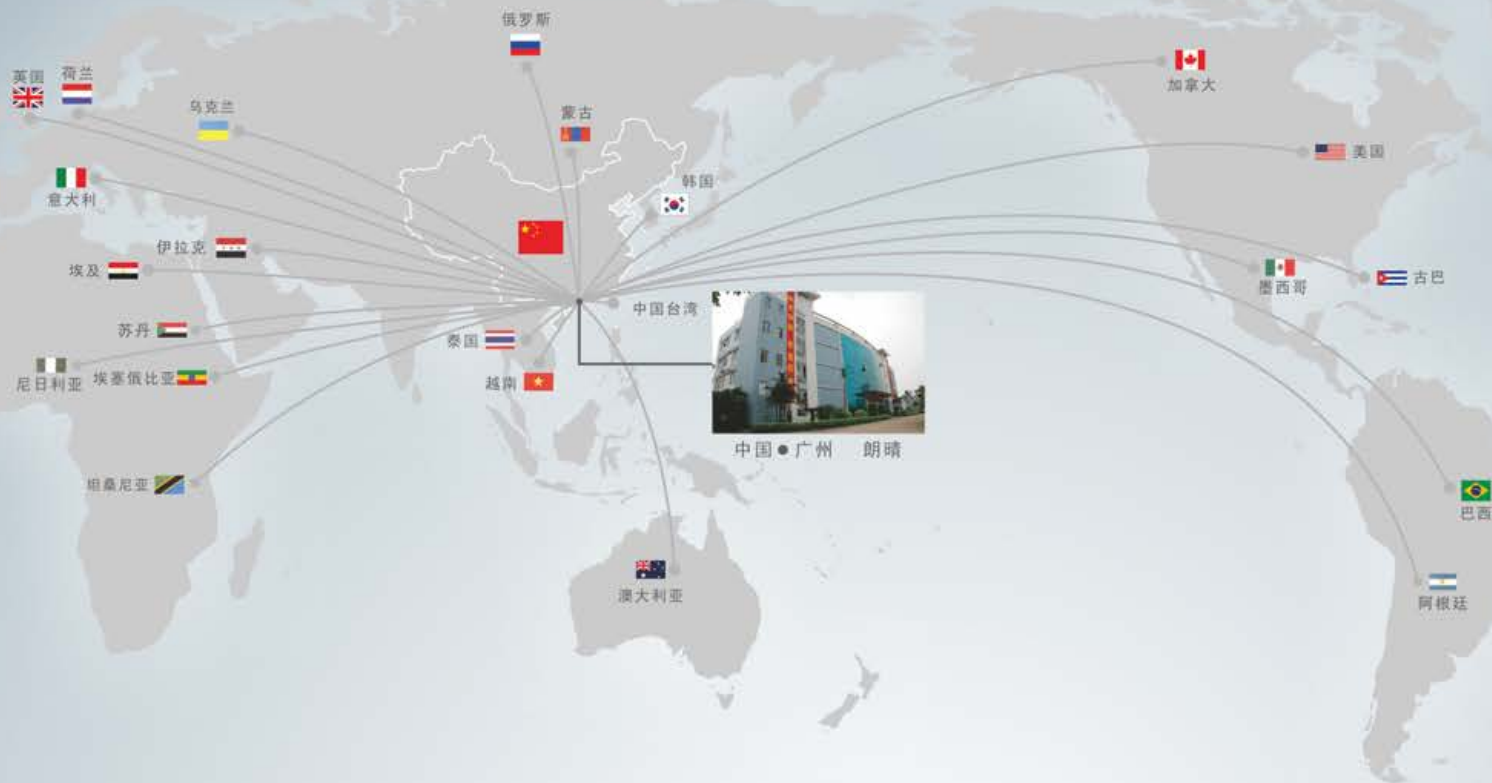 俄罗斯
英国
荷兰
加拿大
乌克兰
蒙古
美国
韩国
意大利
伊拉克
埃及
古巴
墨西哥
中国台湾
苏丹
泰国
尼日利亚
埃塞俄比亚
越南
中国●广州 朗晴
坦桑尼亚
巴西
澳大利亚
阿根廷